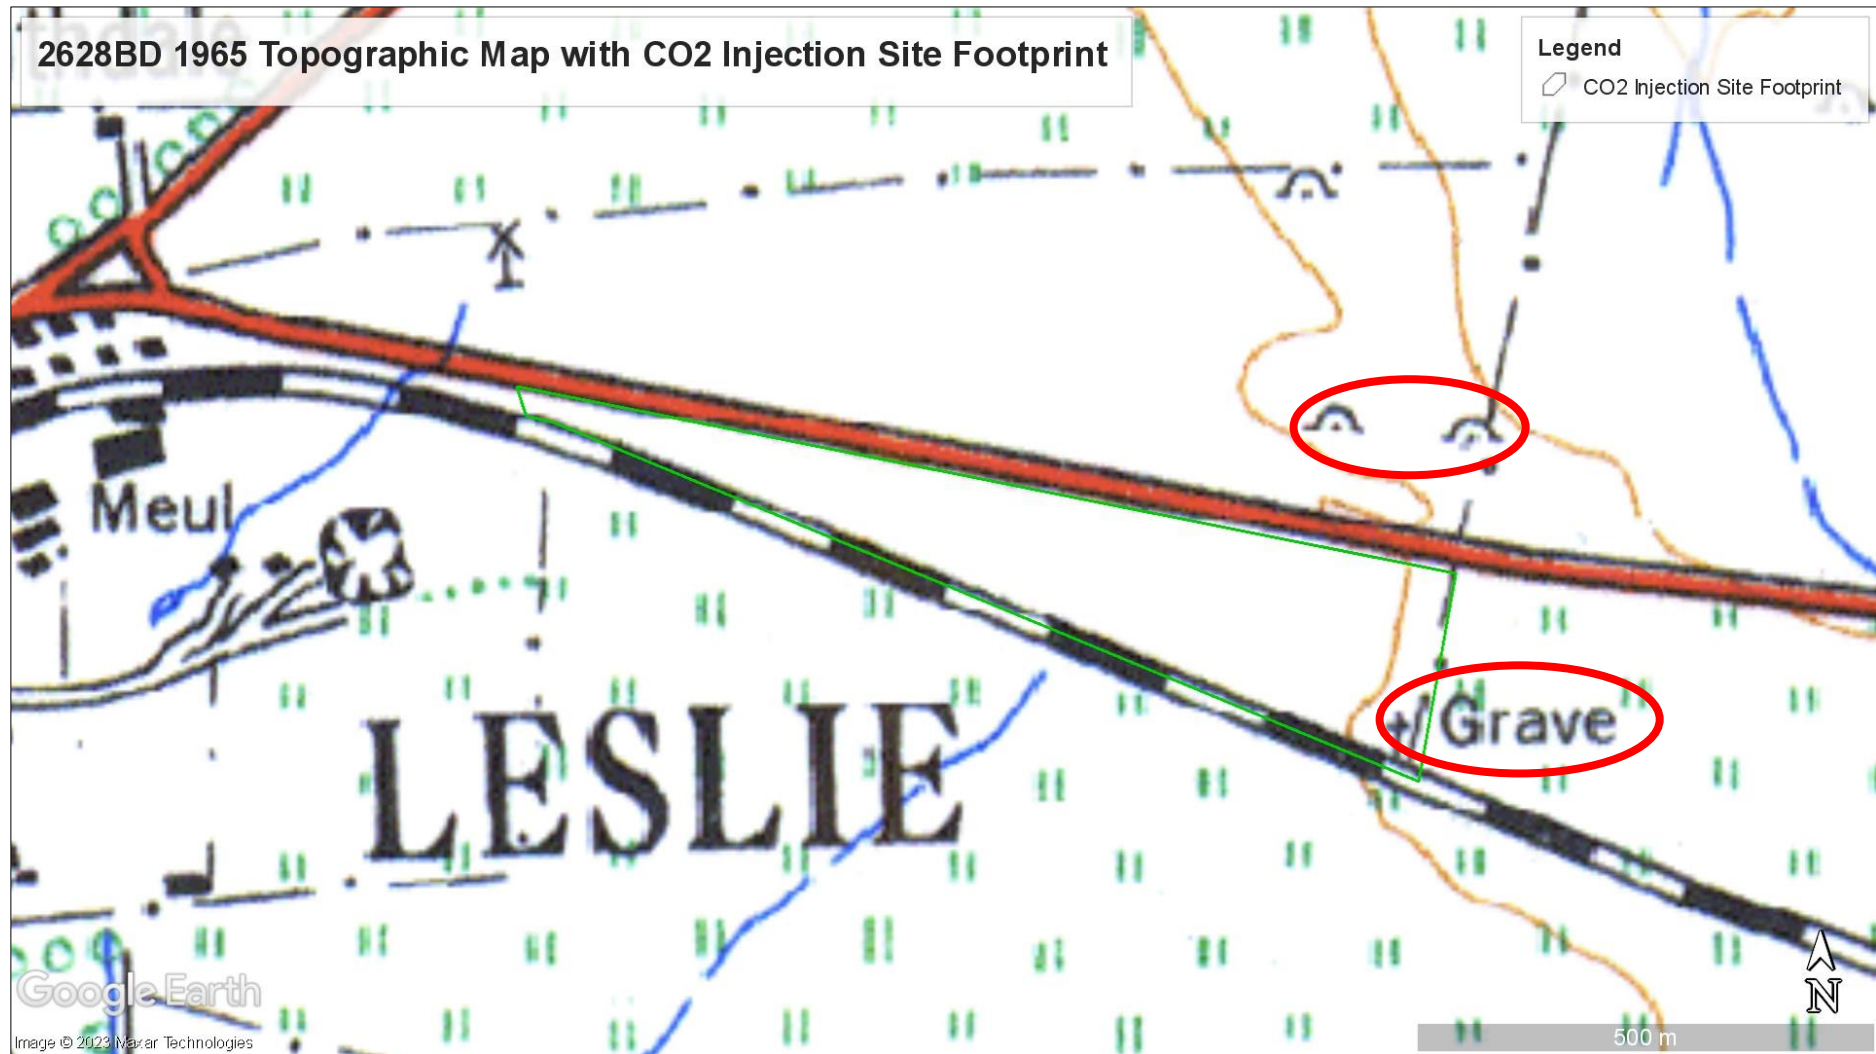 2628BD 1965 Topographic Map with CO2 Injection Site Footprint
Legend
CO2 Injection Site Footprint
Meul
LESLIE
Grave
Google Earth
Image © 2023 Maxar Technologies
N
500 m